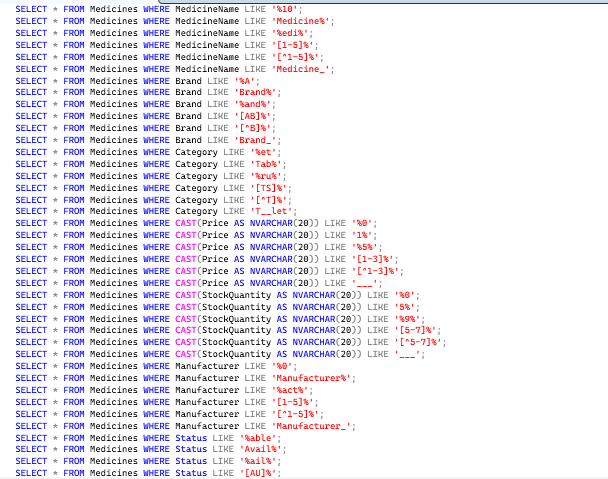 SELECT * FROM Medicines WHERE MedicineName LIKE '%10';
SELECT * FROM Medicines WHERE MedicineName LIKE 'Medicine%';
SELECT * FROM Medicines WHERE MedicineName LIKE '%edi%';
SELECT * FROM Medicines WHERE MedicineName LIKE '[1-5]%';
SELECT * FROM Medicines WHERE MedicineName LIKE '[^1-5]%';
SELECT * FROM Medicines WHERE MedicineName LIKE 'Medicine_';
SELECT * FROM Medicines WHERE Brand LIKE '%A';
SELECT * FROM Medicines WHERE Brand LIKE 'Brand%';
SELECT * FROM Medicines WHERE Brand LIKE '%and%';
SELECT * FROM Medicines WHERE Brand LIKE '[AB]%';
SELECT * FROM Medicines WHERE Brand LIKE '[^B]%';
SELECT * FROM Medicines WHERE Brand LIKE 'Brand_';
SELECT * FROM Medicines WHERE Category LIKE '%et';
SELECT * FROM Medicines WHERE Category LIKE 'Tab%';
SELECT * FROM Medicines WHERE Category LIKE '%ru%';
SELECT * FROM Medicines WHERE Category LIKE '[TS]%';
SELECT * FROM Medicines WHERE Category LIKE '[^T]%';
SELECT * FROM Medicines WHERE Category LIKE 'T__let';
SELECT * FROM Medicines WHERE CAST(Price AS NVARCHAR(20)) LIKE '%0';
SELECT * FROM Medicines WHERE CAST(Price AS NVARCHAR(20)) LIKE '1%';
SELECT * FROM Medicines WHERE CAST(Price AS NVARCHAR(20)) LIKE '%5%';
SELECT * FROM Medicines WHERE CAST(Price AS NVARCHAR(20)) LIKE '[1-3]%';
SELECT * FROM Medicines WHERE CAST(Price AS NVARCHAR(20)) LIKE '[^1-3]%';
SELECT * FROM Medicines WHERE CAST(Price AS NVARCHAR(20)) LIKE '___';
SELECT * FROM Medicines WHERE CAST(StockQuantity AS NVARCHAR(20)) LIKE '%0';
SELECT * FROM Medicines WHERE CAST(StockQuantity AS NVARCHAR(20)) LIKE '5%';
SELECT * FROM Medicines WHERE CAST(StockQuantity AS NVARCHAR(20)) LIKE '%9%';
SELECT * FROM Medicines WHERE CAST(StockQuantity AS NVARCHAR(20)) LIKE '[5-7]%';
SELECT * FROM Medicines WHERE CAST(StockQuantity AS NVARCHAR(20)) LIKE '[^5-7]%';
SELECT * FROM Medicines WHERE CAST(StockQuantity AS NVARCHAR(20)) LIKE '___';
SELECT * FROM Medicines WHERE Manufacturer LIKE '%0';
SELECT * FROM Medicines WHERE Manufacturer LIKE 'Manufacturer%';
SELECT * FROM Medicines WHERE Manufacturer LIKE '%act%';
SELECT * FROM Medicines WHERE Manufacturer LIKE '[1-5]%';
SELECT * FROM Medicines WHERE Manufacturer LIKE '[^1-5]%';
SELECT * FROM Medicines WHERE Manufacturer LIKE 'Manufacturer_';
SELECT * FROM Medicines WHERE Status LIKE '%able';
SELECT * FROM Medicines WHERE Status LIKE 'Avail%';
SELECT * FROM Medicines WHERE Status LIKE '%ail%';
SELECT * FROM Medicines WHERE Status LIKE '[AU]%';